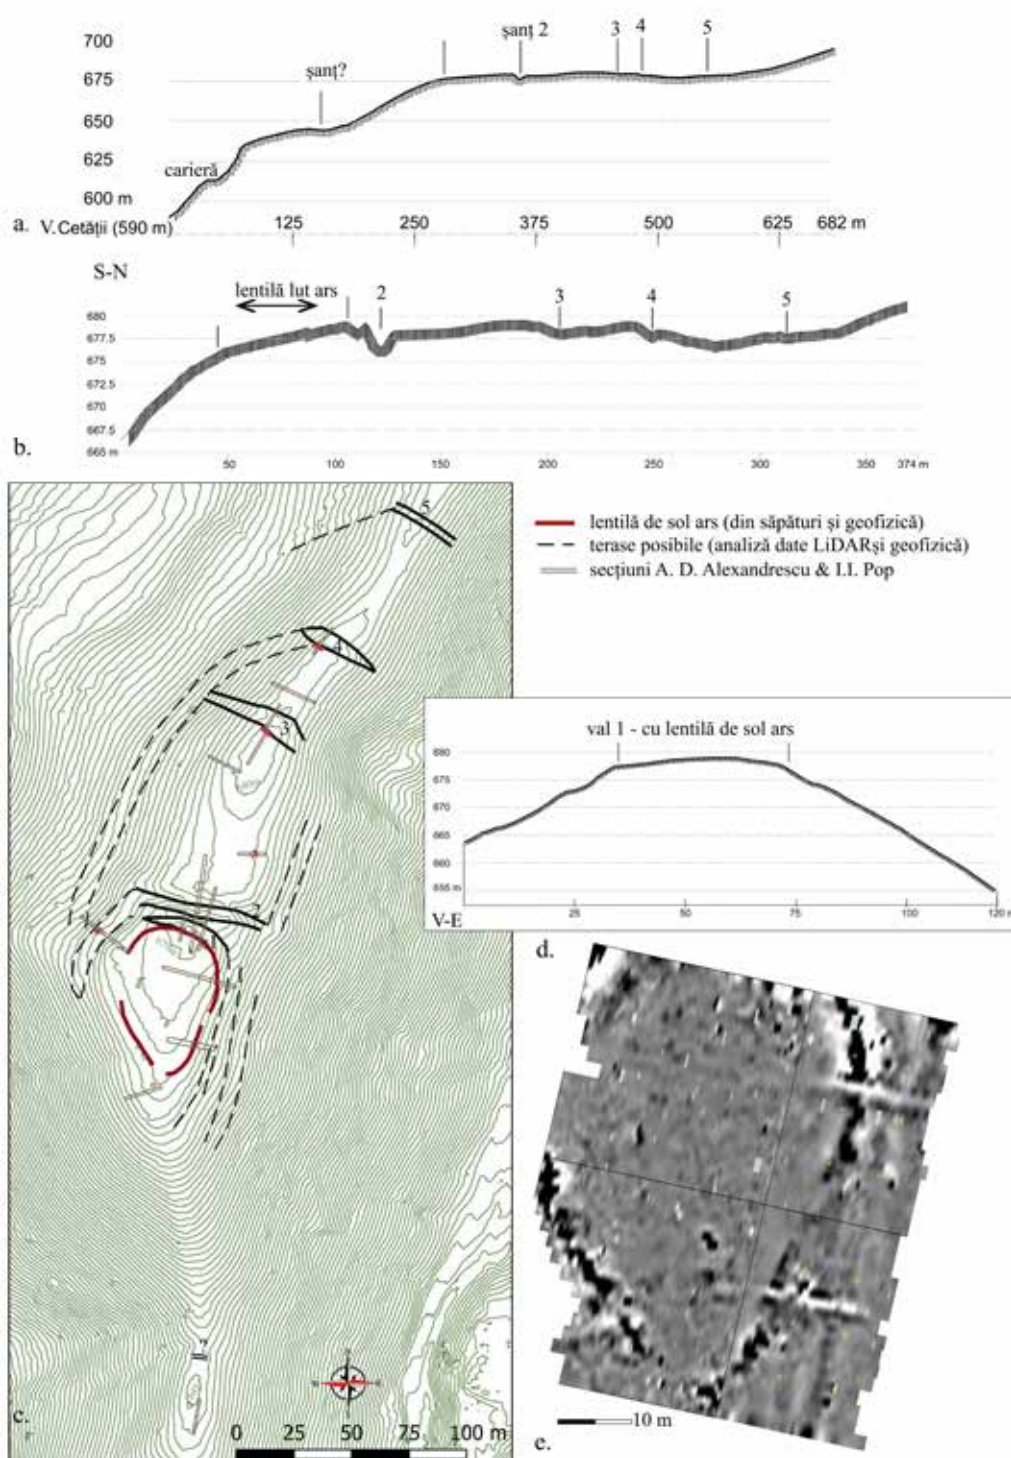 700
675
650
625
600 m
șanț?
șanț 2
3
4
5
carieră
a. V.Cetății (590 m)
125
250
375
500
625
682 m
S-N
lentilă lut ars
2
3
4
5
680
677.5
675
672.5
670
667.5
665 m
b.
50
100
150
200
250
300
350
374 m
5
4
3
2
lentilă de sol ars (din săpături și geofizică)
terase posibile (analiză date LiDARși geofizică)
secțiuni A. D. Alexandrescu & I.I. Pop
val 1 - cu lentilă de sol ars
680
675
670
665
660
655 m
V-E
25
50
75
100
120 m
d.
c.
0 25 50 75 100 m
10 m
e.